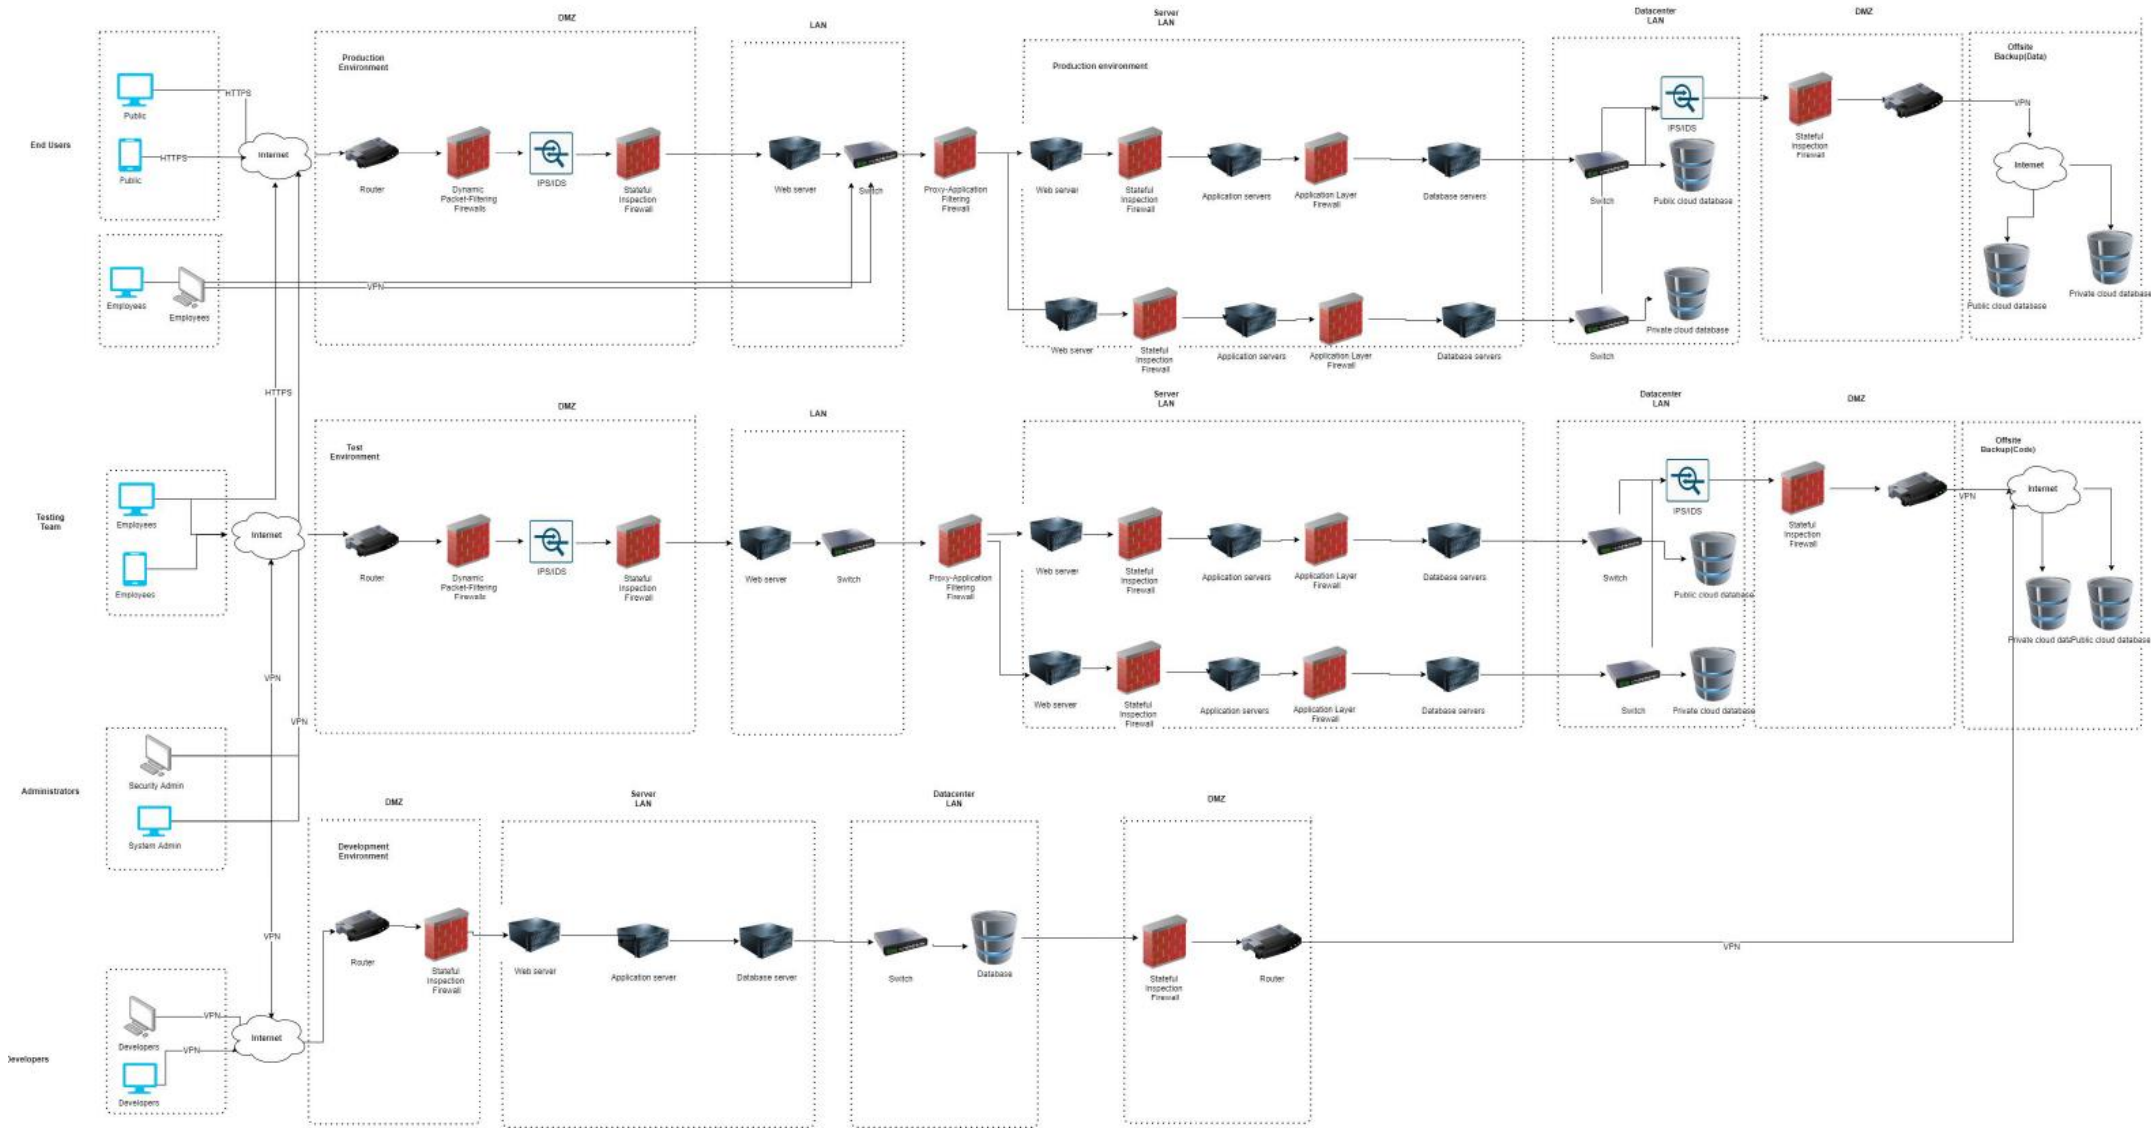 DMZ
LAN
Server
LAN
Datacenter
LAN
DMZ
Production
Environment
Production environment
Offsite
Backup(Data)
End Users
Public
HTTPS
Public
HTTPS
Internet
Router
Dynamic
Packet-Filtering
Firewalls
IPS/IDS
Stateful
Inspection
Firewall
Web server
Switch
Proxy-Application
Filtering
Firewall
Web server
Stateful
Inspection
Firewall
Application servers
Application Layer
Firewall
Database servers
Switch
IPS/IDS
Public cloud database
Stateful
Inspection
Firewall
VPN
Internet
Public cloud database
Private cloud database
Employees
Employees
VPN
Web server
Stateful
Inspection
Firewall
Application servers
Application Layer
Firewall
Database servers
Switch
Private cloud database
HTTPS
DMZ
LAN
Server
LAN
Datacenter
LAN
DMZ
Test
Environment
Offsite
Backup(Code)
Testing
Team
Employees
Employees
Internet
Router
Dynamic
Packet-Filtering
Firewalls
IPS/IDS
Stateful
Inspection
Firewall
Web server
Switch
Proxy-Application
Filtering
Firewall
Web server
Stateful
Inspection
Firewall
Application servers
Application Layer
Firewall
Database servers
Switch
IPS/IDS
Public cloud database
Stateful
Inspection
Firewall
VPN
Internet
Private cloud dat
Public cloud database
Web server
Stateful
Inspection
Firewall
Application servers
Application Layer
Firewall
Database servers
Switch
Private cloud database
VPN
VPN
Administrators
Security Admin
System Admin
DMZ
Server
LAN
Datacenter
LAN
DMZ
Development
Environment
VPN
Router
Stateful
Inspection
Firewall
Web server
Application server
Database server
Switch
Database
Stateful
Inspection
Firewall
Router
VPN
Developers
Developers
VPN
VPN
Internet
Developers